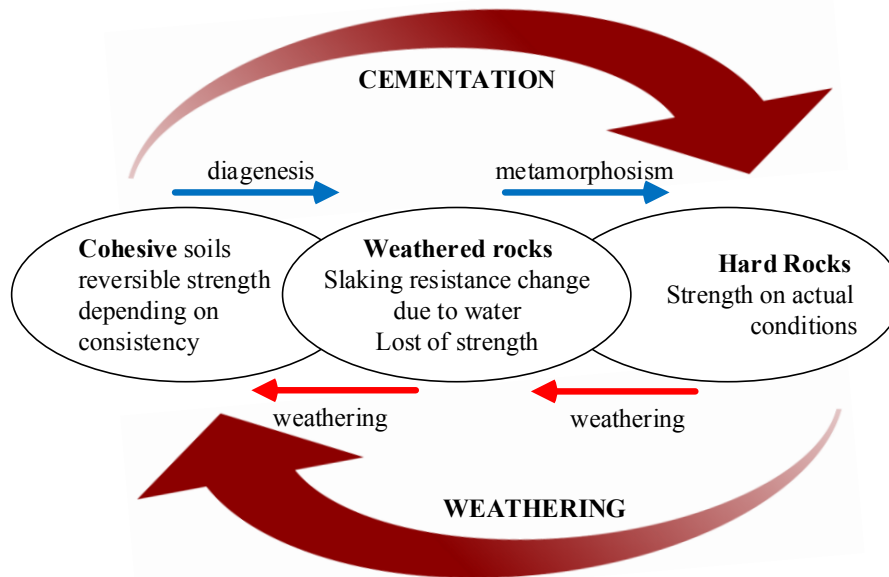 CEMENTATION
diagenesis
metamorphosism
Cohesive soils
reversible strength
depending on
consistency
Weathered rocks
Slaking resistance change
due to water
Lost of strength
Hard Rocks
Strength on actual
conditions
weathering
weathering
WEATHERING